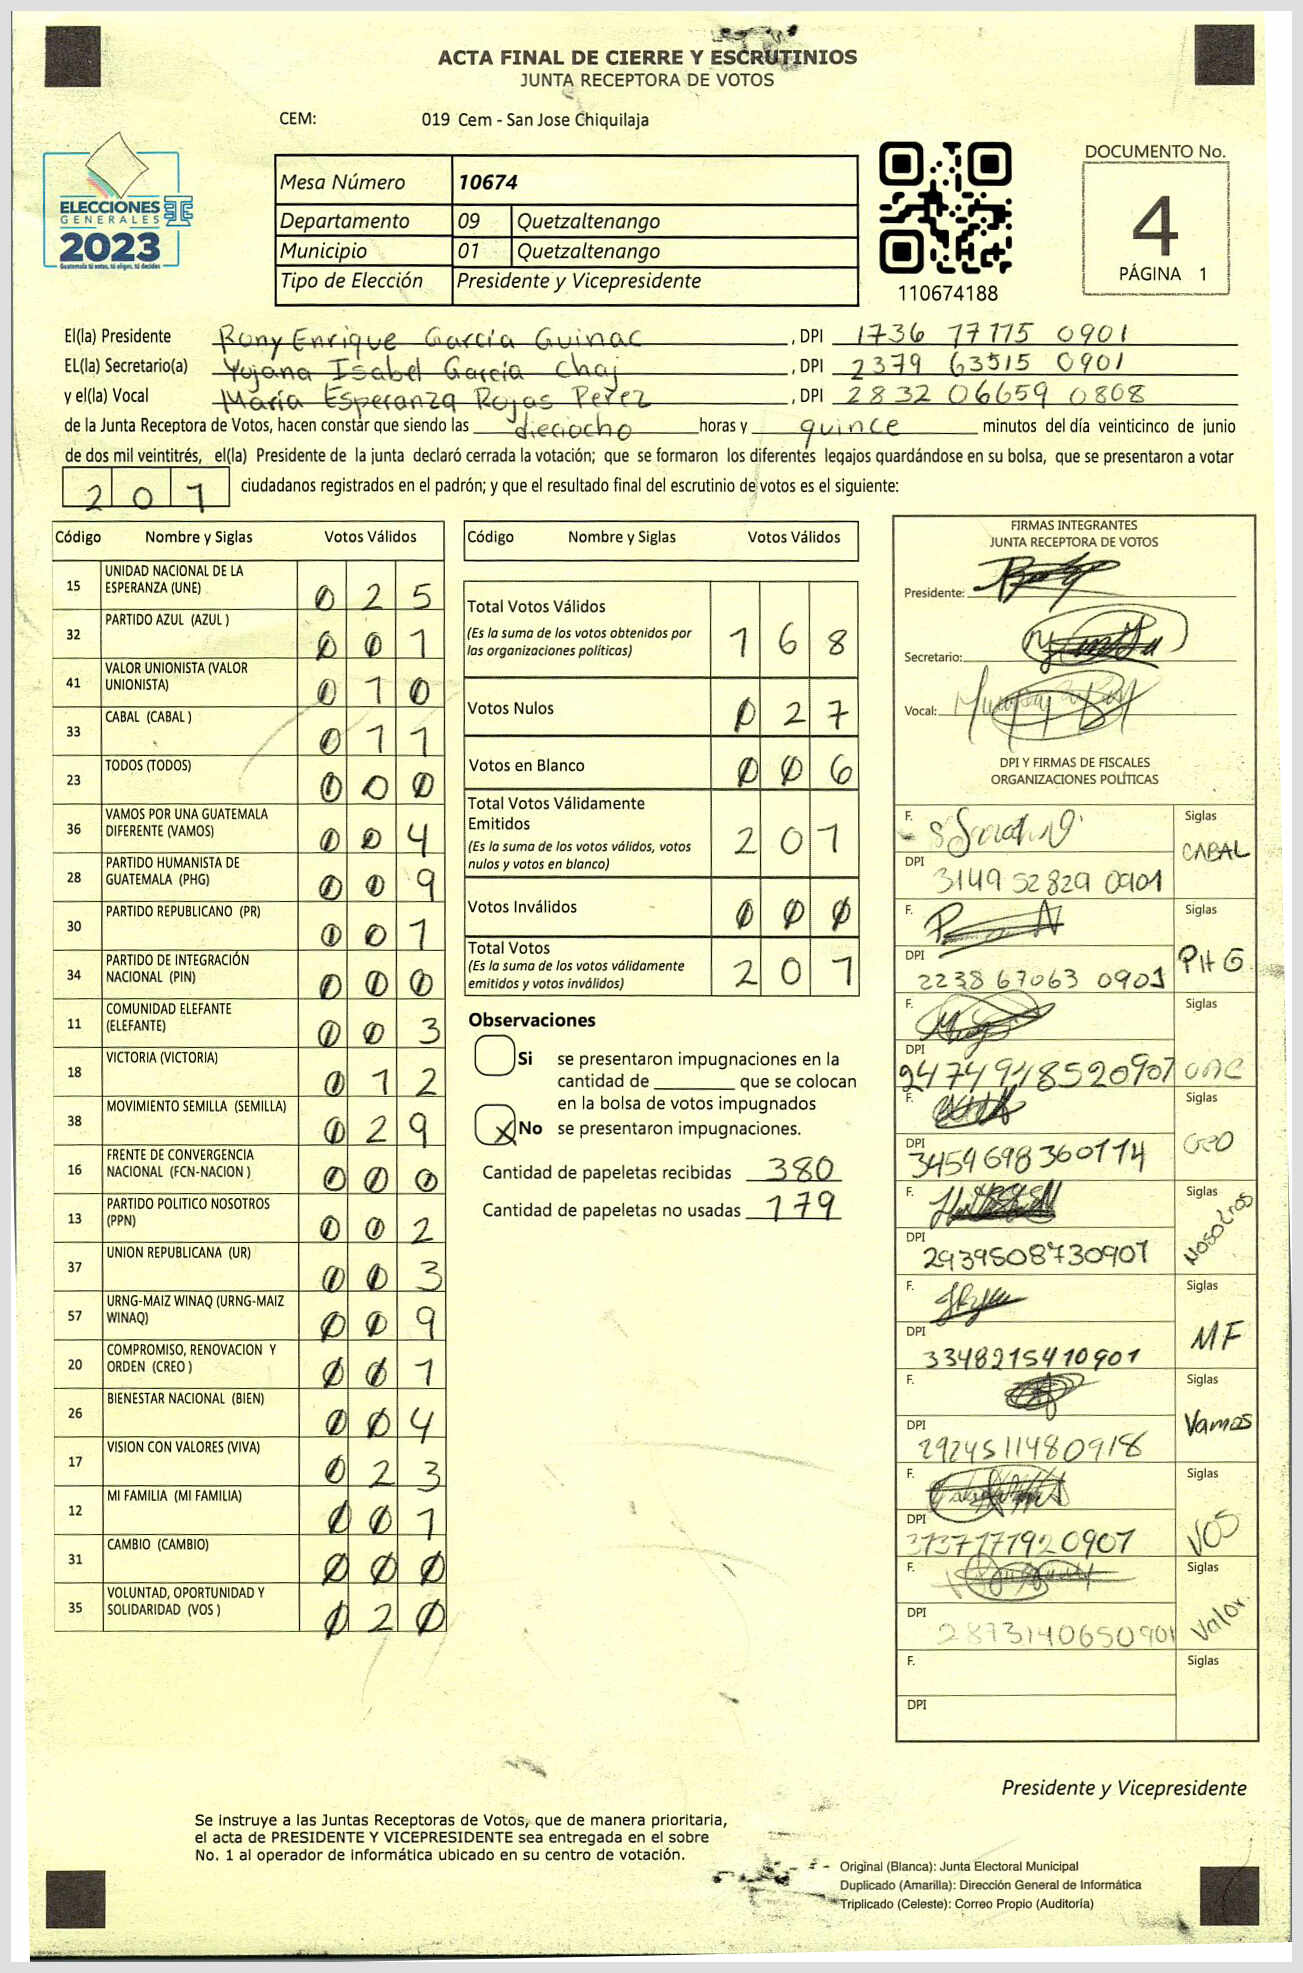 ACTA FINAL DE CIERRE Y ESCRUTINIOS
JUNTA RECEPTORA DE VOTOS
CEM: 019 Cem - San Jose Chiquilaja
ELECCIONES
GENERALES
2023
Guatemala tú votas, tú eliges, tú decides
Mesa Número 10674
Departamento 09 Quetzaltenango
Municipio 01 Quetzaltenango
Tipo de Elección Presidente y Vicepresidente
110674188
DOCUMENTO No.
4
PÁGINA 1
El(la) Presidente Rony Enrique García Guinac, DPI 1736 77775 0901
EL(la) Secretario(a) Yojana Isabel García Chaj, DPI 2379 63515 0901
y el(la) Vocal María Esperanza Rojas Perez, DPI 2832 06659 0808
de la Junta Receptora de Votos, hacen constar que siendo las dieciocho horas y quince minutos del día veinticinco de junio
de dos mil veintitrés, el(la) Presidente de la junta declaró cerrada la votación; que se formaron los diferentes legajos guardándose en su bolsa, que se presentaron a votar
201 ciudadanos registrados en el padrón; y que el resultado final del escrutinio de votos es el siguiente:
Código Nombre y Siglas Votos Válidos
15 UNIDAD NACIONAL DE LA ESPERANZA (UNE) 0 2 5
32 PARTIDO AZUL (AZUL ) 0 0 1
41 VALOR UNIONISTA (VALOR UNIONISTA) 0 1 0
33 CABAL (CABAL ) 0 1 1
23 TODOS (TODOS) 0 0 0
36 VAMOS POR UNA GUATEMALA DIFERENTE (VAMOS) 0 0 4
28 PARTIDO HUMANISTA DE GUATEMALA (PHG) 0 0 9
30 PARTIDO REPUBLICANO (PR) 0 0 1
34 PARTIDO DE INTEGRACIÓN NACIONAL (PIN) 0 0 0
11 COMUNIDAD ELEFANTE (ELEFANTE) 0 0 3
18 VICTORIA (VICTORIA) 0 1 2
38 MOVIMIENTO SEMILLA (SEMILLA) 0 2 9
16 FRENTE DE CONVERGENCIA NACIONAL (FCN-NACION ) 0 0 0
13 PARTIDO POLITICO NOSOTROS (PPN) 0 0 2
37 UNION REPUBLICANA (UR) 0 0 3
57 URNG-MAIZ WINAQ (URNG-MAIZ WINAQ) 0 0 9
20 COMPROMISO, RENOVACION Y ORDEN (CREO ) 0 0 1
26 BIENESTAR NACIONAL (BIEN) 0 0 4
17 VISION CON VALORES (VIVA) 0 2 3
12 MI FAMILIA (MI FAMILIA) 0 0 1
31 CAMBIO (CAMBIO) 0 0 0
35 VOLUNTAD, OPORTUNIDAD Y SOLIDARIDAD (VOS ) 0 2 0
Código Nombre y Siglas Votos Válidos
Total Votos Válidos 1 6 8
(Es la suma de los votos obtenidos por
las organizaciones políticas)
Votos Nulos 0 2 7
Votos en Blanco 0 0 6
Total Votos Válidamente
Emitidos 2 0 1
(Es la suma de los votos válidos, votos
nulos y votos en blanco)
Votos Inválidos 0 0 0
Total Votos 2 0 1
(Es la suma de los votos válidamente
emitidos y votos inválidos)
Observaciones
Si se presentaron impugnaciones en la
cantidad de ________ que se colocan
en la bolsa de votos impugnados
X No se presentaron impugnaciones.
Cantidad de papeletas recibidas 380
Cantidad de papeletas no usadas 179
FIRMAS INTEGRANTES
JUNTA RECEPTORA DE VOTOS
Presidente:
Secretario:
Vocal:
DPI Y FIRMAS DE FISCALES
ORGANIZACIONES POLÍTICAS
F. Siglas CABAL
DPI 3149 52829 0901
F. Siglas PHG
DPI 2238 67063 0901
F. Siglas
DPI 2474918520907
F. Siglas CREO
DPI 3459698360114
F. Siglas Nosotros
DPI 2939508730901
F. Siglas MF
DPI 3348215410901
F. Siglas Vamos
DPI 2924511480918
F. Siglas VOS
DPI 3737177920901
F. Siglas Valor.
DPI 2873140650901
F. Siglas
DPI
Presidente y Vicepresidente
Se instruye a las Juntas Receptoras de Votos, que de manera prioritaria,
el acta de PRESIDENTE Y VICEPRESIDENTE sea entregada en el sobre
No. 1 al operador de informática ubicado en su centro de votación.
Original (Blanca): Junta Electoral Municipal
Duplicado (Amarilla): Dirección General de Informática
Triplicado (Celeste): Correo Propio (Auditoría)